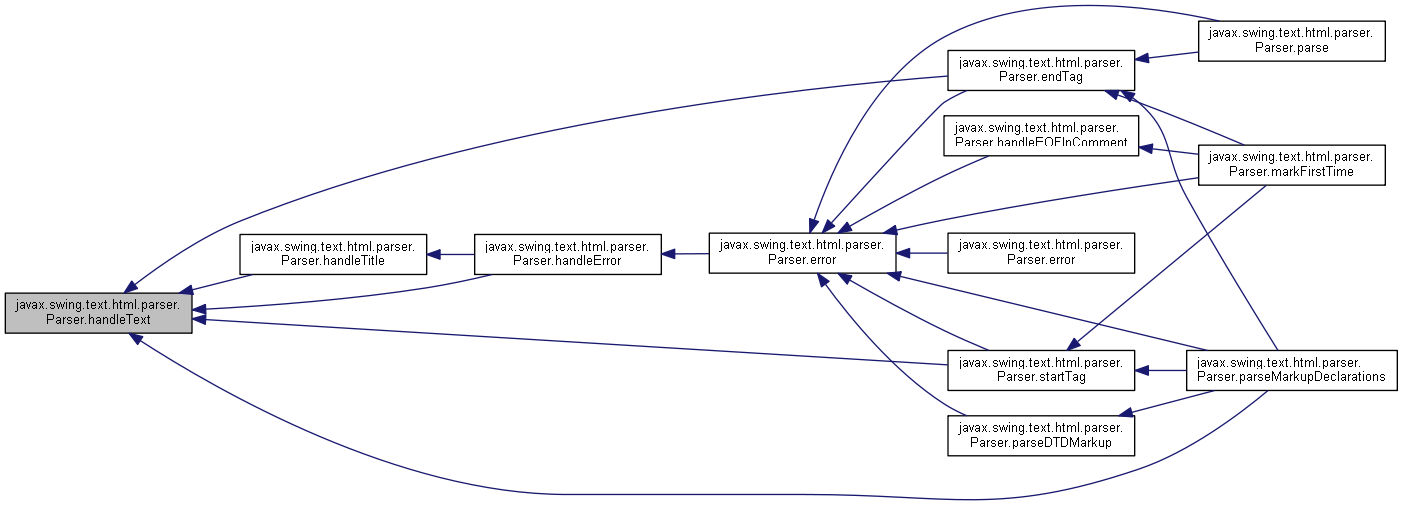 javax.swing.text.html.parser.
Parser.parse
javax.swing.text.html.parser.
Parser.endTag
javax.swing.text.html.parser.
Parser.handleEOFInComment
javax.swing.text.html.parser.
Parser.markFirstTime
javax.swing.text.html.parser.
Parser.handleTitle
javax.swing.text.html.parser.
Parser.handleError
javax.swing.text.html.parser.
Parser.error
javax.swing.text.html.parser.
Parser.error
javax.swing.text.html.parser.
Parser.handleText
javax.swing.text.html.parser.
Parser.startTag
javax.swing.text.html.parser.
Parser.parseMarkupDeclarations
javax.swing.text.html.parser.
Parser.parseDTDMarkup